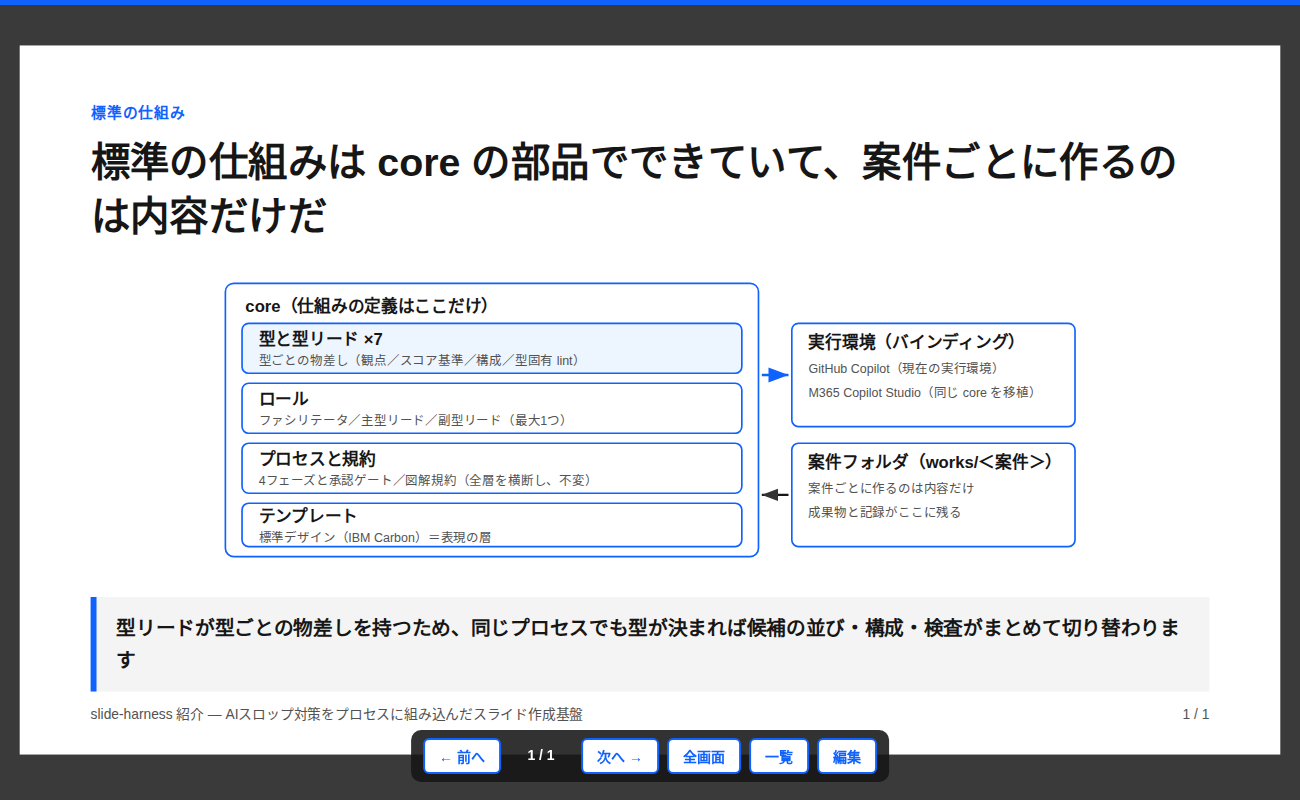 標準の仕組み
標準の仕組みは core の部品でできていて、案件ごとに作るの
は内容だけだ
core（仕組みの定義はここだけ）
型と型リード ×7
型ごとの物差し（観点／スコア基準／構成／型固有 lint）
ロール
ファシリテータ／主型リード／副型リード（最大1つ）
プロセスと規約
4フェーズと承認ゲート／図解規約（全層を横断し、不変）
テンプレート
標準デザイン（IBM Carbon）＝表現の層
実行環境（バインディング）
GitHub Copilot（現在の実行環境）
M365 Copilot Studio（同じ core を移植）
案件フォルダ（works/＜案件＞）
案件ごとに作るのは内容だけ
成果物と記録がここに残る
型リードが型ごとの物差しを持つため、同じプロセスでも型が決まれば候補の並び・構成・検査がまとめて切り替わりま
す
slide-harness 紹介 — AIスロップ対策をプロセスに組み込んだスライド作成基盤
1 / 1
← 前へ
1 / 1
次へ →
全画面
一覧
編集